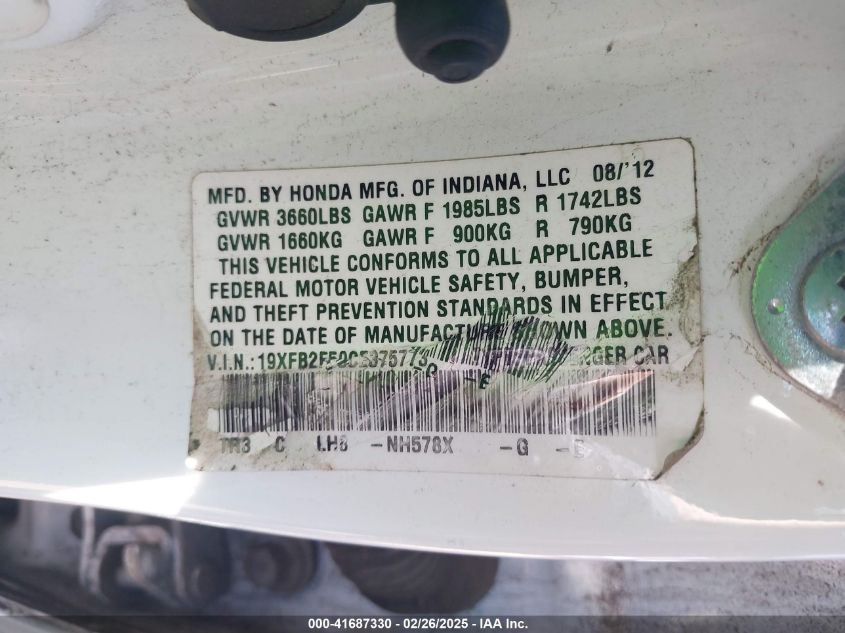 MFD. BY HONDA MFG. OF INDIANA, LLC 08/'12
GVWR 3660LBS GAWR F 1985LBS R 1742LBS
GVWR 1660KG GAWR F 900KG R 790KG
THIS VEHICLE CONFORMS TO ALL APPLICABLE
FEDERAL MOTOR VEHICLE SAFETY, BUMPER,
AND THEFT PREVENTION STANDARDS IN EFFECT
ON THE DATE OF MANUFACTURE SHOWN ABOVE.
V.I.N.: CAR
TR3 C LH8 -NH578X -G
000-41687330 - 02/26/2025 - IAA Inc.